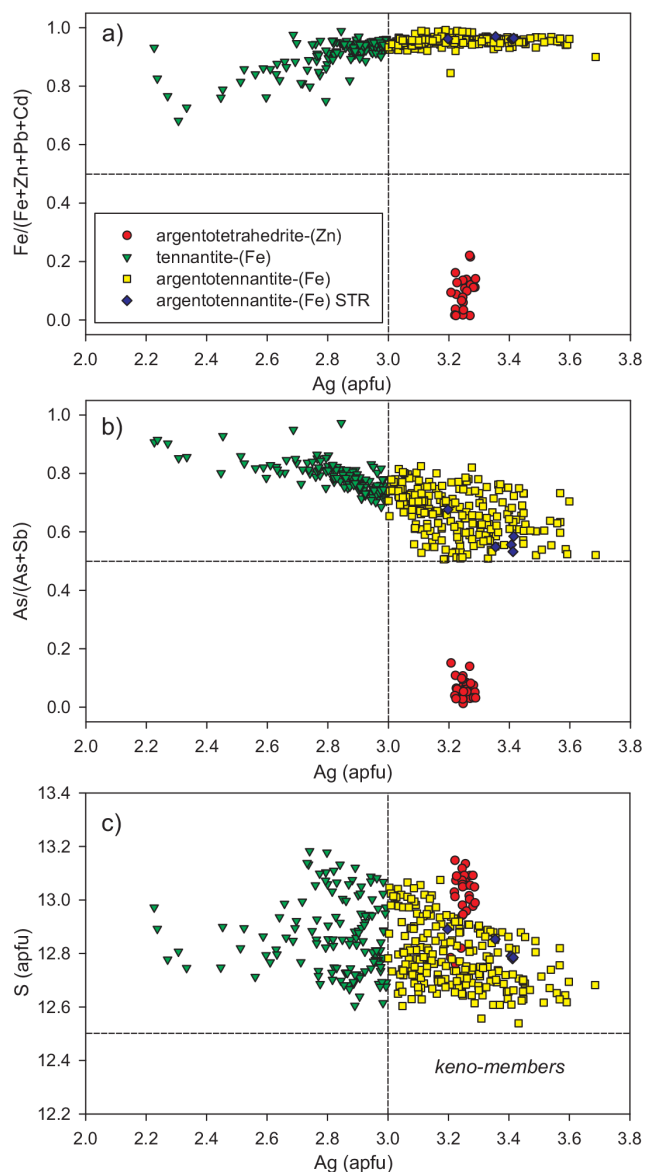 a)
Fe/(Fe+Zn+Pb+Cd)
1.0
0.8
0.6
0.4
0.2
0.0
argentotetrahedrite-(Zn)
tennantite-(Fe)
argentotennantite-(Fe)
argentotennantite-(Fe) STR
2.0 2.2 2.4 2.6 2.8 3.0 3.2 3.4 3.6 3.8
Ag (apfu)
b)
As/(As+Sb)
1.0
0.8
0.6
0.4
0.2
0.0
2.0 2.2 2.4 2.6 2.8 3.0 3.2 3.4 3.6 3.8
Ag (apfu)
c)
S (apfu)
13.4
13.2
13.0
12.8
12.6
12.4
12.2
keno-members
2.0 2.2 2.4 2.6 2.8 3.0 3.2 3.4 3.6 3.8
Ag (apfu)